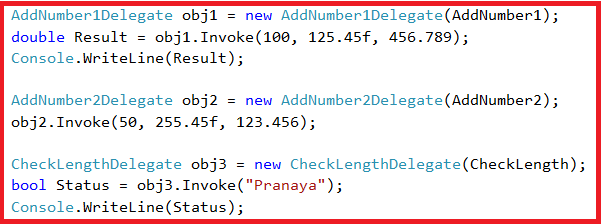 AddNumber1Delegate obj1 = new AddNumber1Delegate(AddNumber1);
double Result = obj1.Invoke(100, 125.45f, 456.789);
Console.WriteLine(Result);
AddNumber2Delegate obj2 = new AddNumber2Delegate(AddNumber2);
obj2.Invoke(50, 255.45f, 123.456);
CheckLengthDelegate obj3 = new CheckLengthDelegate(CheckLength);
bool Status = obj3.Invoke("Pranaya");
Console.WriteLine(Status);